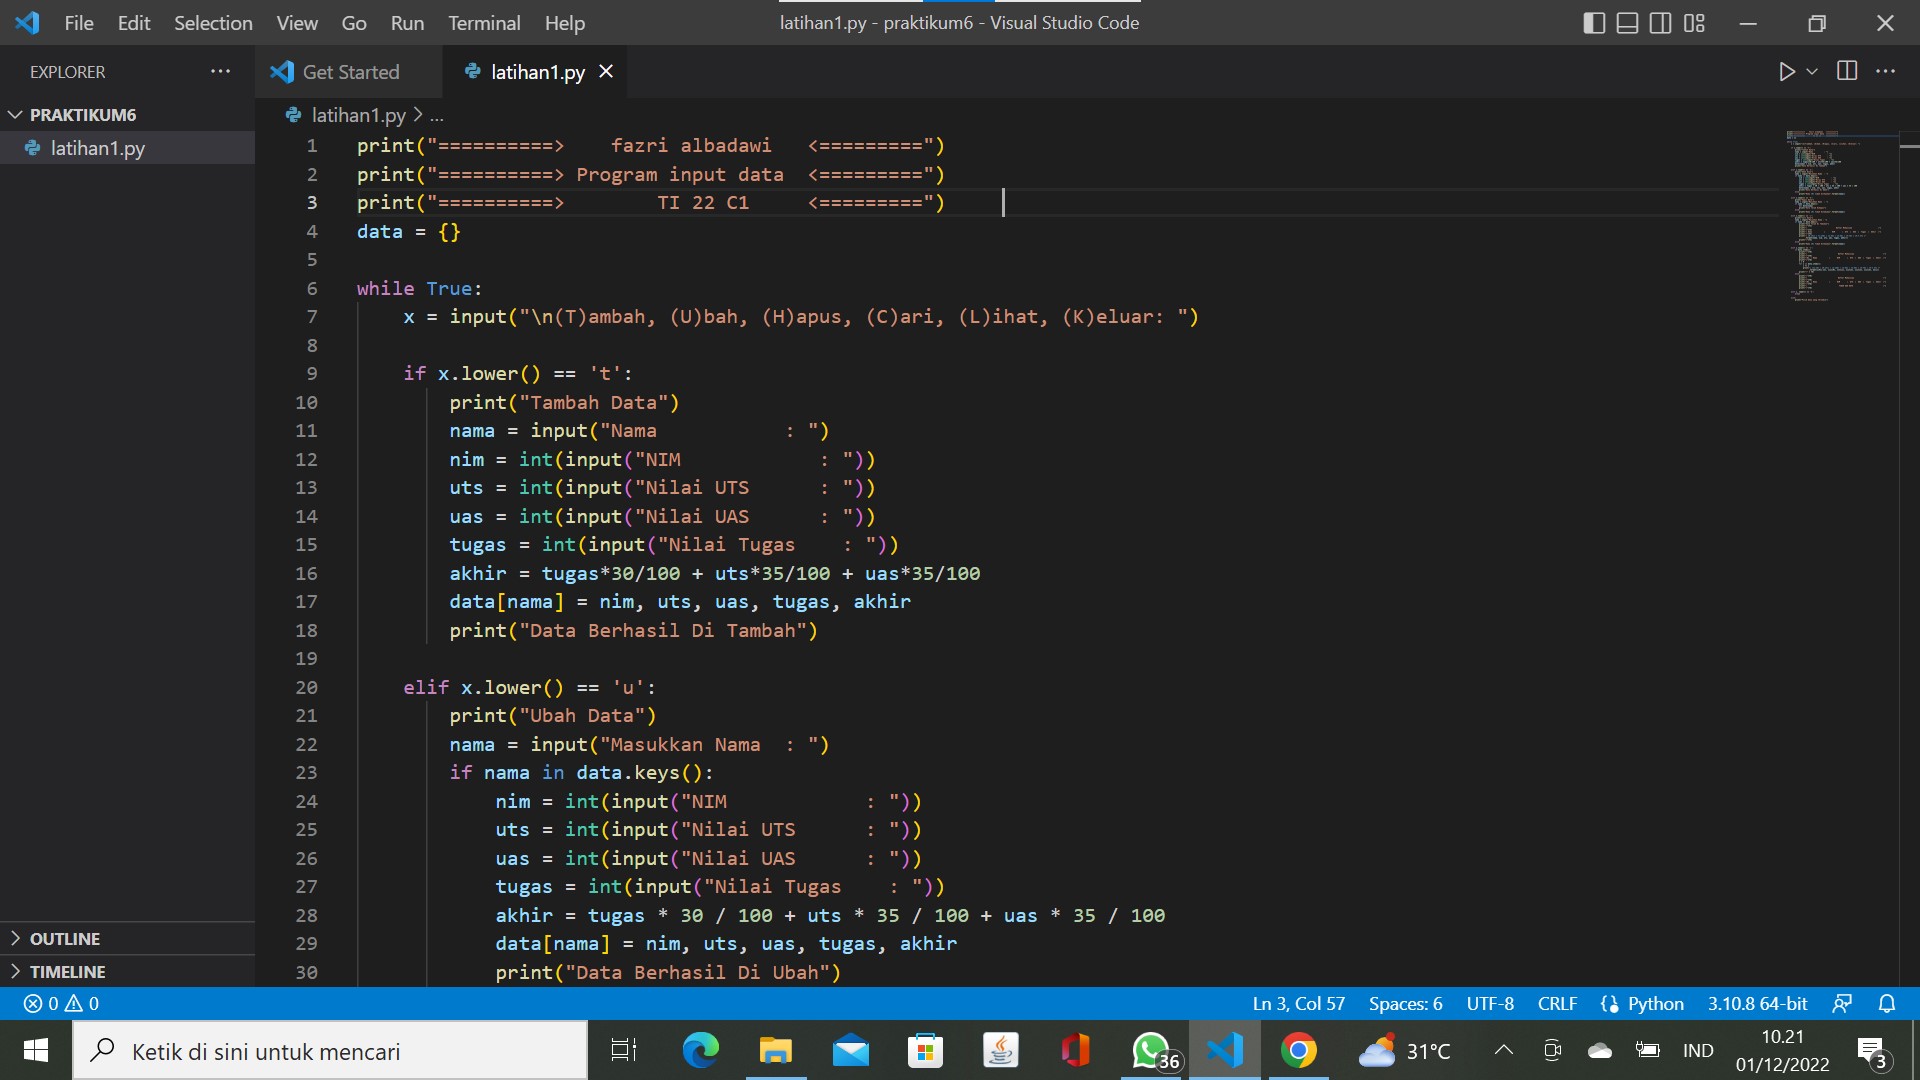 File Edit Selection View Go Run Terminal Help
latihan1.py - praktikum6 - Visual Studio Code
EXPLORER ...
Get Started
latihan1.py
PRAKTIKUM6
latihan1.py
latihan1.py > ...
1 print("==========>    fazri albadawi   <=========")
2 print("==========> Program input data  <=========")
3 print("==========>        TI 22 C1     <=========")
4 data = {}
5
6 while True:
7     x = input("\n(T)ambah, (U)bah, (H)apus, (C)ari, (L)ihat, (K)eluar: ")
8
9     if x.lower() == 't':
10         print("Tambah Data")
11         nama = input("Nama           : ")
12         nim = int(input("NIM            : "))
13         uts = int(input("Nilai UTS      : "))
14         uas = int(input("Nilai UAS      : "))
15         tugas = int(input("Nilai Tugas    : "))
16         akhir = tugas*30/100 + uts*35/100 + uas*35/100
17         data[nama] = nim, uts, uas, tugas, akhir
18         print("Data Berhasil Di Tambah")
19
20     elif x.lower() == 'u':
21         print("Ubah Data")
22         nama = input("Masukkan Nama  : ")
23         if nama in data.keys():
24             nim = int(input("NIM            : "))
25             uts = int(input("Nilai UTS      : "))
26             uas = int(input("Nilai UAS      : "))
27             tugas = int(input("Nilai Tugas    : "))
28             akhir = tugas * 30 / 100 + uts * 35 / 100 + uas * 35 / 100
29             data[nama] = nim, uts, uas, tugas, akhir
30             print("Data Berhasil Di Ubah")
OUTLINE
TIMELINE
0 0
Ln 3, Col 57 Spaces: 6 UTF-8 CRLF Python 3.10.8 64-bit
Ketik di sini untuk mencari
36
31°C
IND
10.21
01/12/2022
3